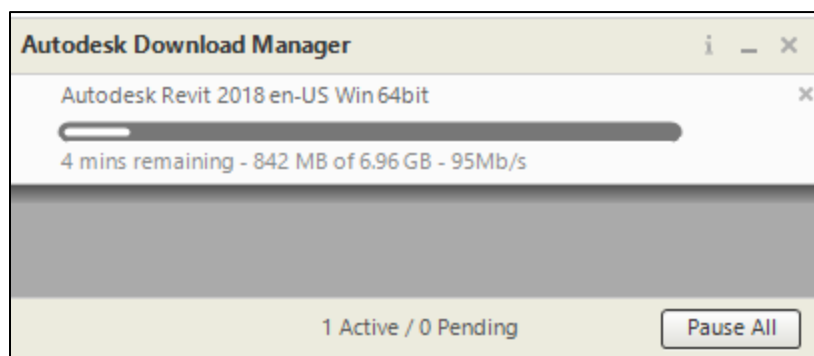 Autodesk Download Manager
Autodesk Revit 2018 en-US Win 64bit
4 mins remaining - 842 MB of 6.96 GB - 95Mb/s
1 Active / 0 Pending
Pause All